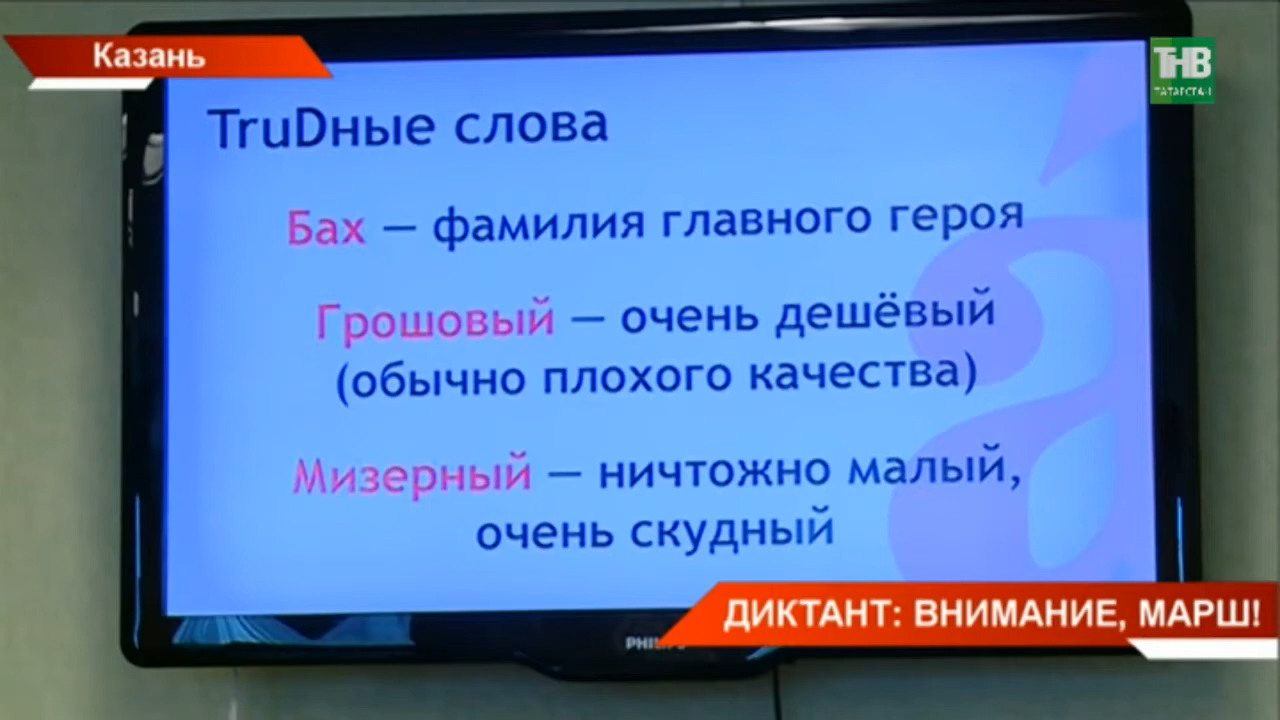 Казань
ТНВ
ТАТАРСТАН
TruDные слова
Бах — фамилия главного героя
Грошовый — очень дешёвый
(обычно плохого качества)
Мизерный — ничтожно малый,
очень скудный
ДИКТАНТ: ВНИМАНИЕ, МАРШ!